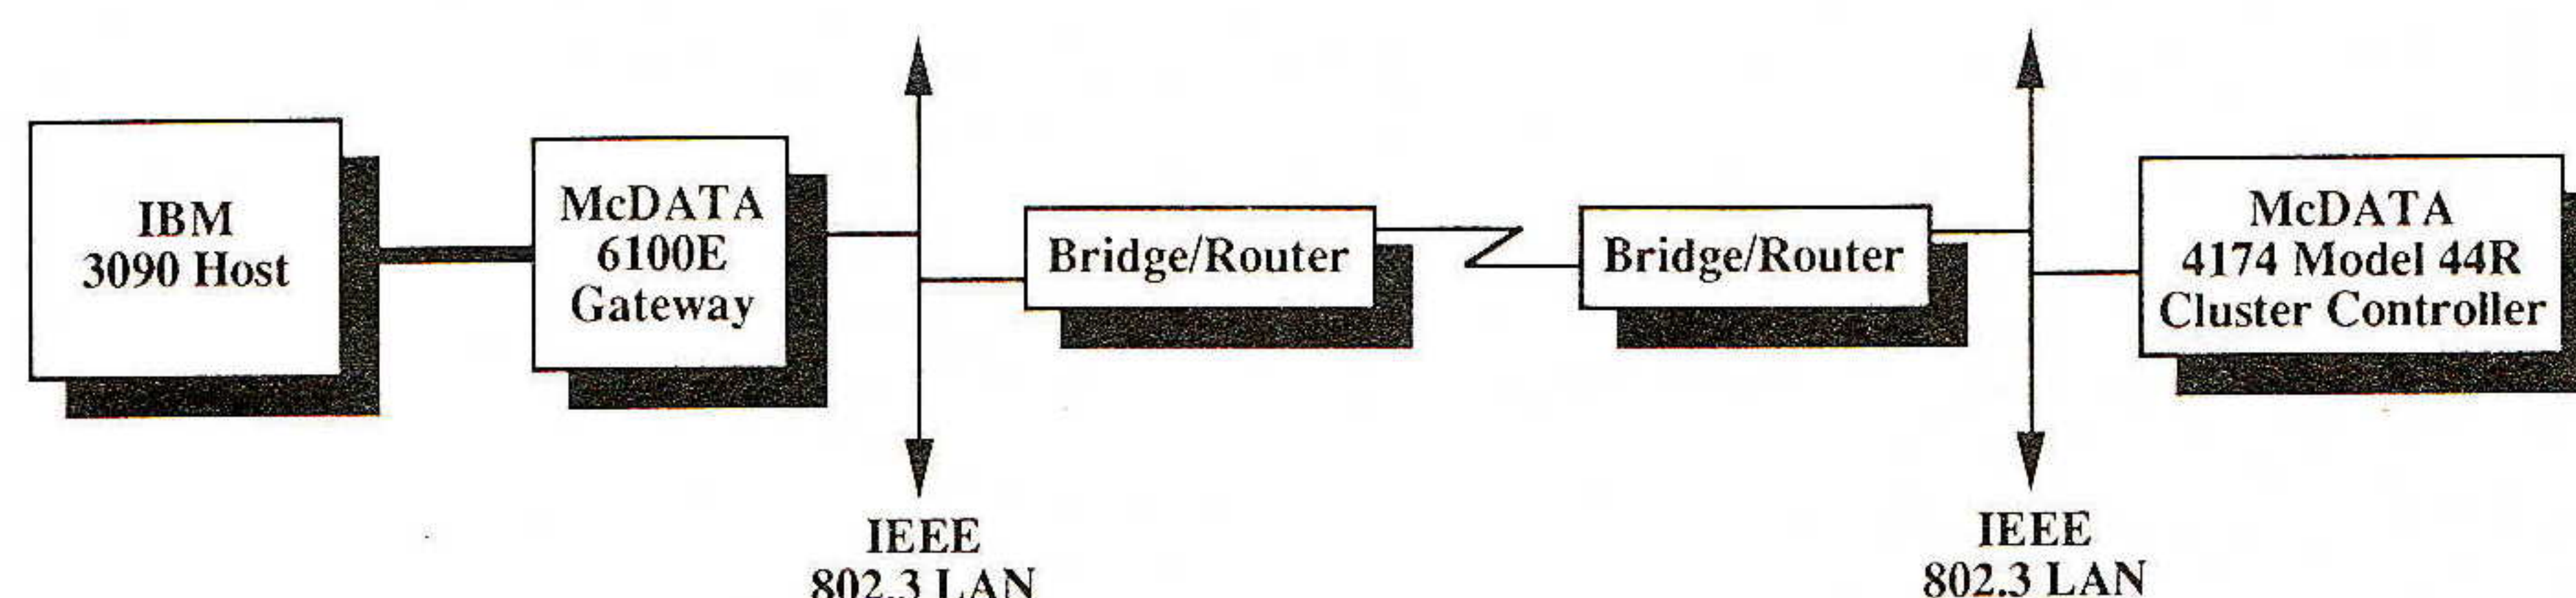 IBM
3090 Host
McDATA
6100E
Gateway
IEEE
802.3 LAN
Bridge/Router
Bridge/Router
IEEE
802.3 LAN
McDATA
4174 Model 44R
Cluster Controller